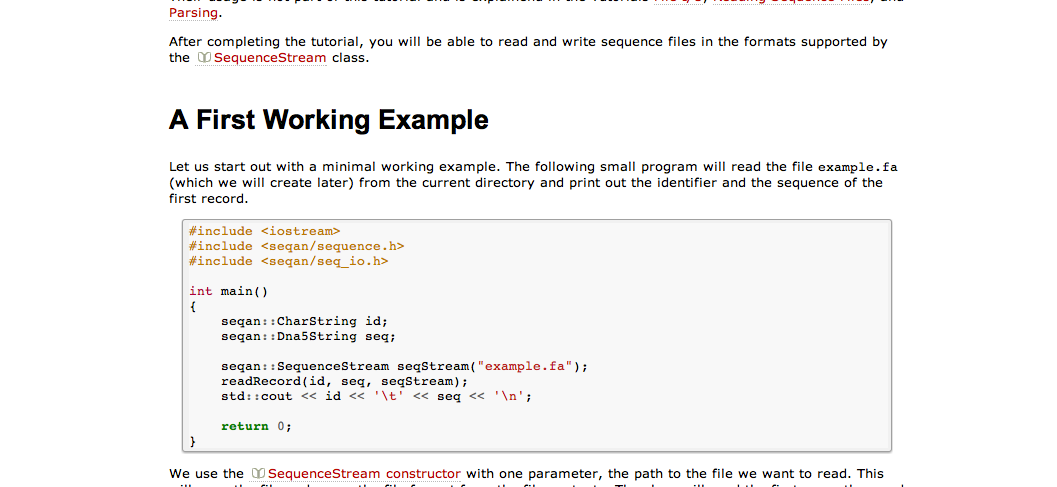 Parsing.
After completing the tutorial, you will be able to read and write sequence files in the formats supported by
the SequenceStream class.
A First Working Example
Let us start out with a minimal working example. The following small program will read the file example.fa
(which we will create later) from the current directory and print out the identifier and the sequence of the
first record.
#include <iostream>
#include <seqan/sequence.h>
#include <seqan/seq_io.h>
int main()
{
    seqan::CharString id;
    seqan::Dna5String seq;
    seqan::SequenceStream seqStream("example.fa");
    readRecord(id, seq, seqStream);
    std::cout << id << '\t' << seq << '\n';
    return 0;
}
We use the SequenceStream constructor with one parameter, the path to the file we want to read. This